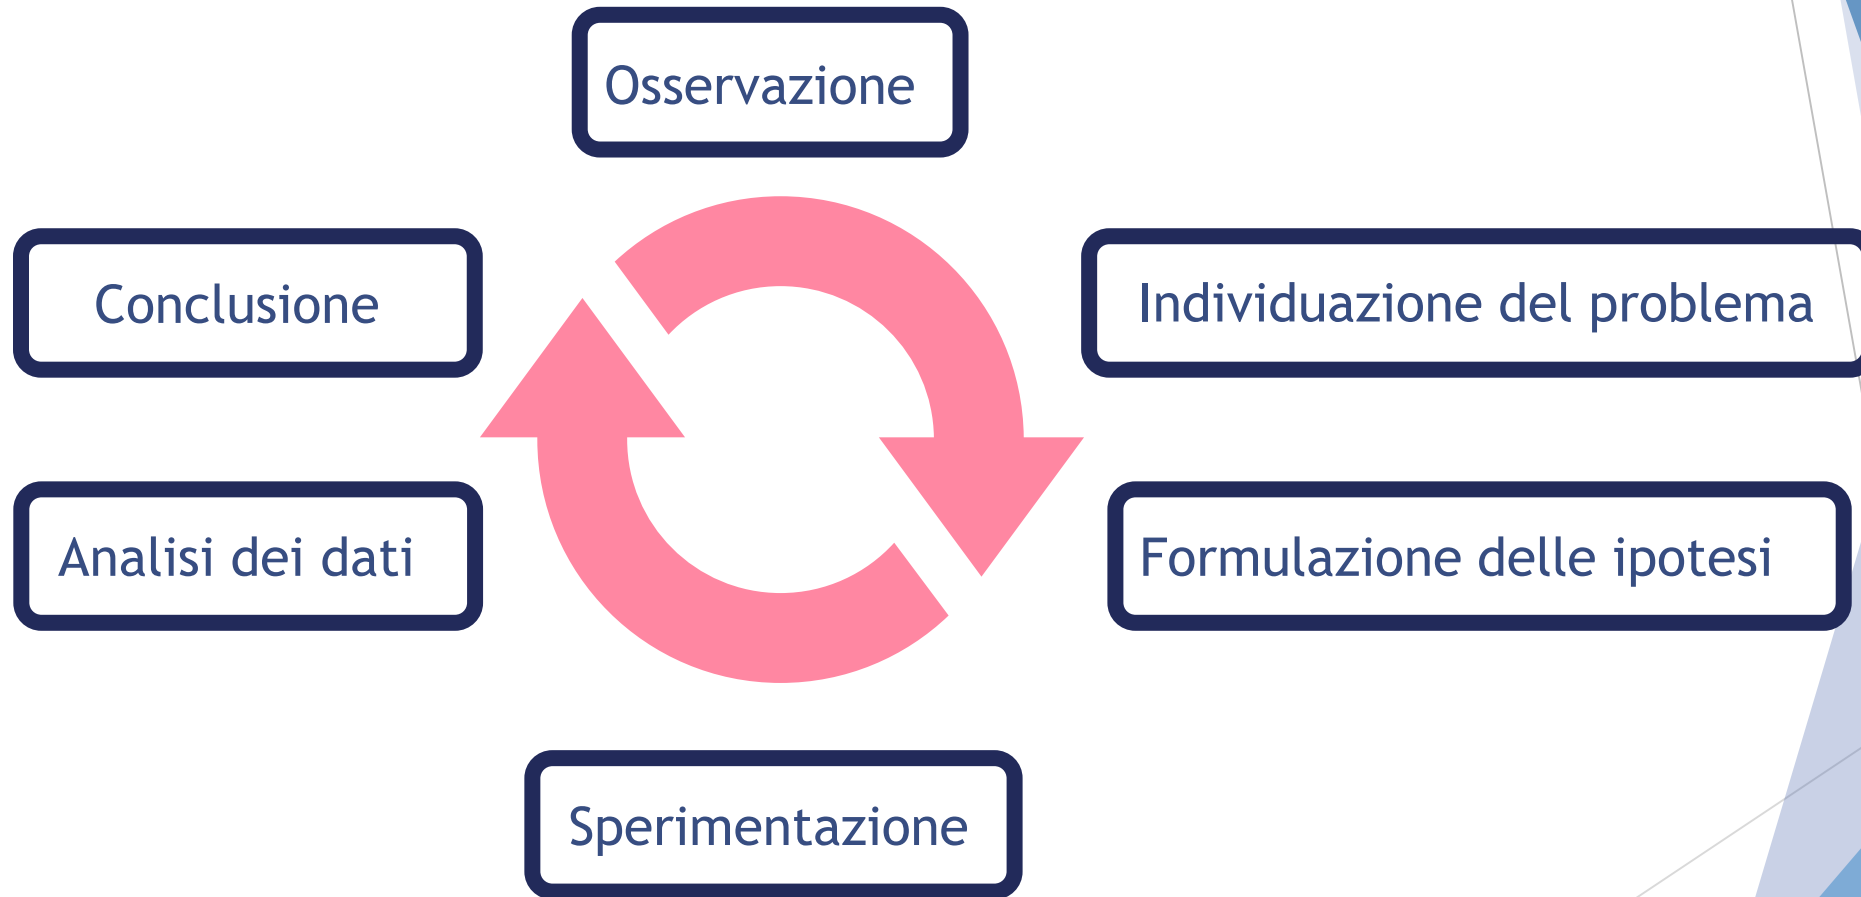 Osservazione
Individuazione del problema
Formulazione delle ipotesi
Sperimentazione
Analisi dei dati
Conclusione